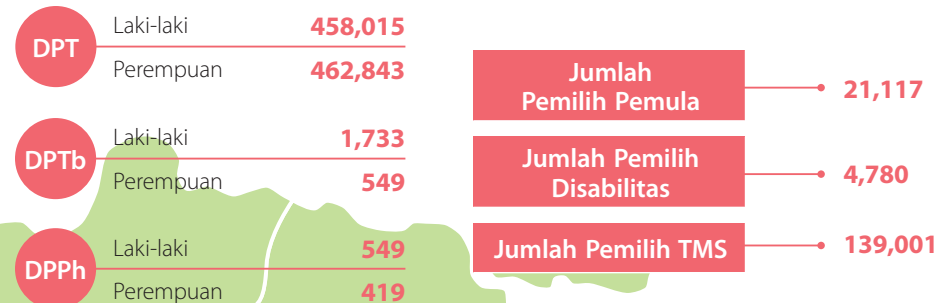 DPT
Laki-laki 458,015
Perempuan 462,843
DPTb
Laki-laki 1,733
Perempuan 549
DPPh
Laki-laki 549
Perempuan 419
Jumlah
Pemilih Pemula
21,117
Jumlah Pemilih
Disabilitas
4,780
Jumlah Pemilih TMS 139,001